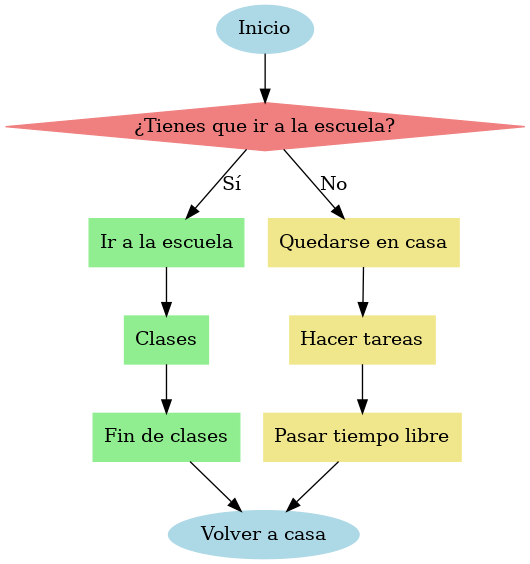 Inicio
¿Tienes que ir a la escuela?
Sí
No
Ir a la escuela
Quedarse en casa
Clases
Hacer tareas
Fin de clases
Pasar tiempo libre
Volver a casa